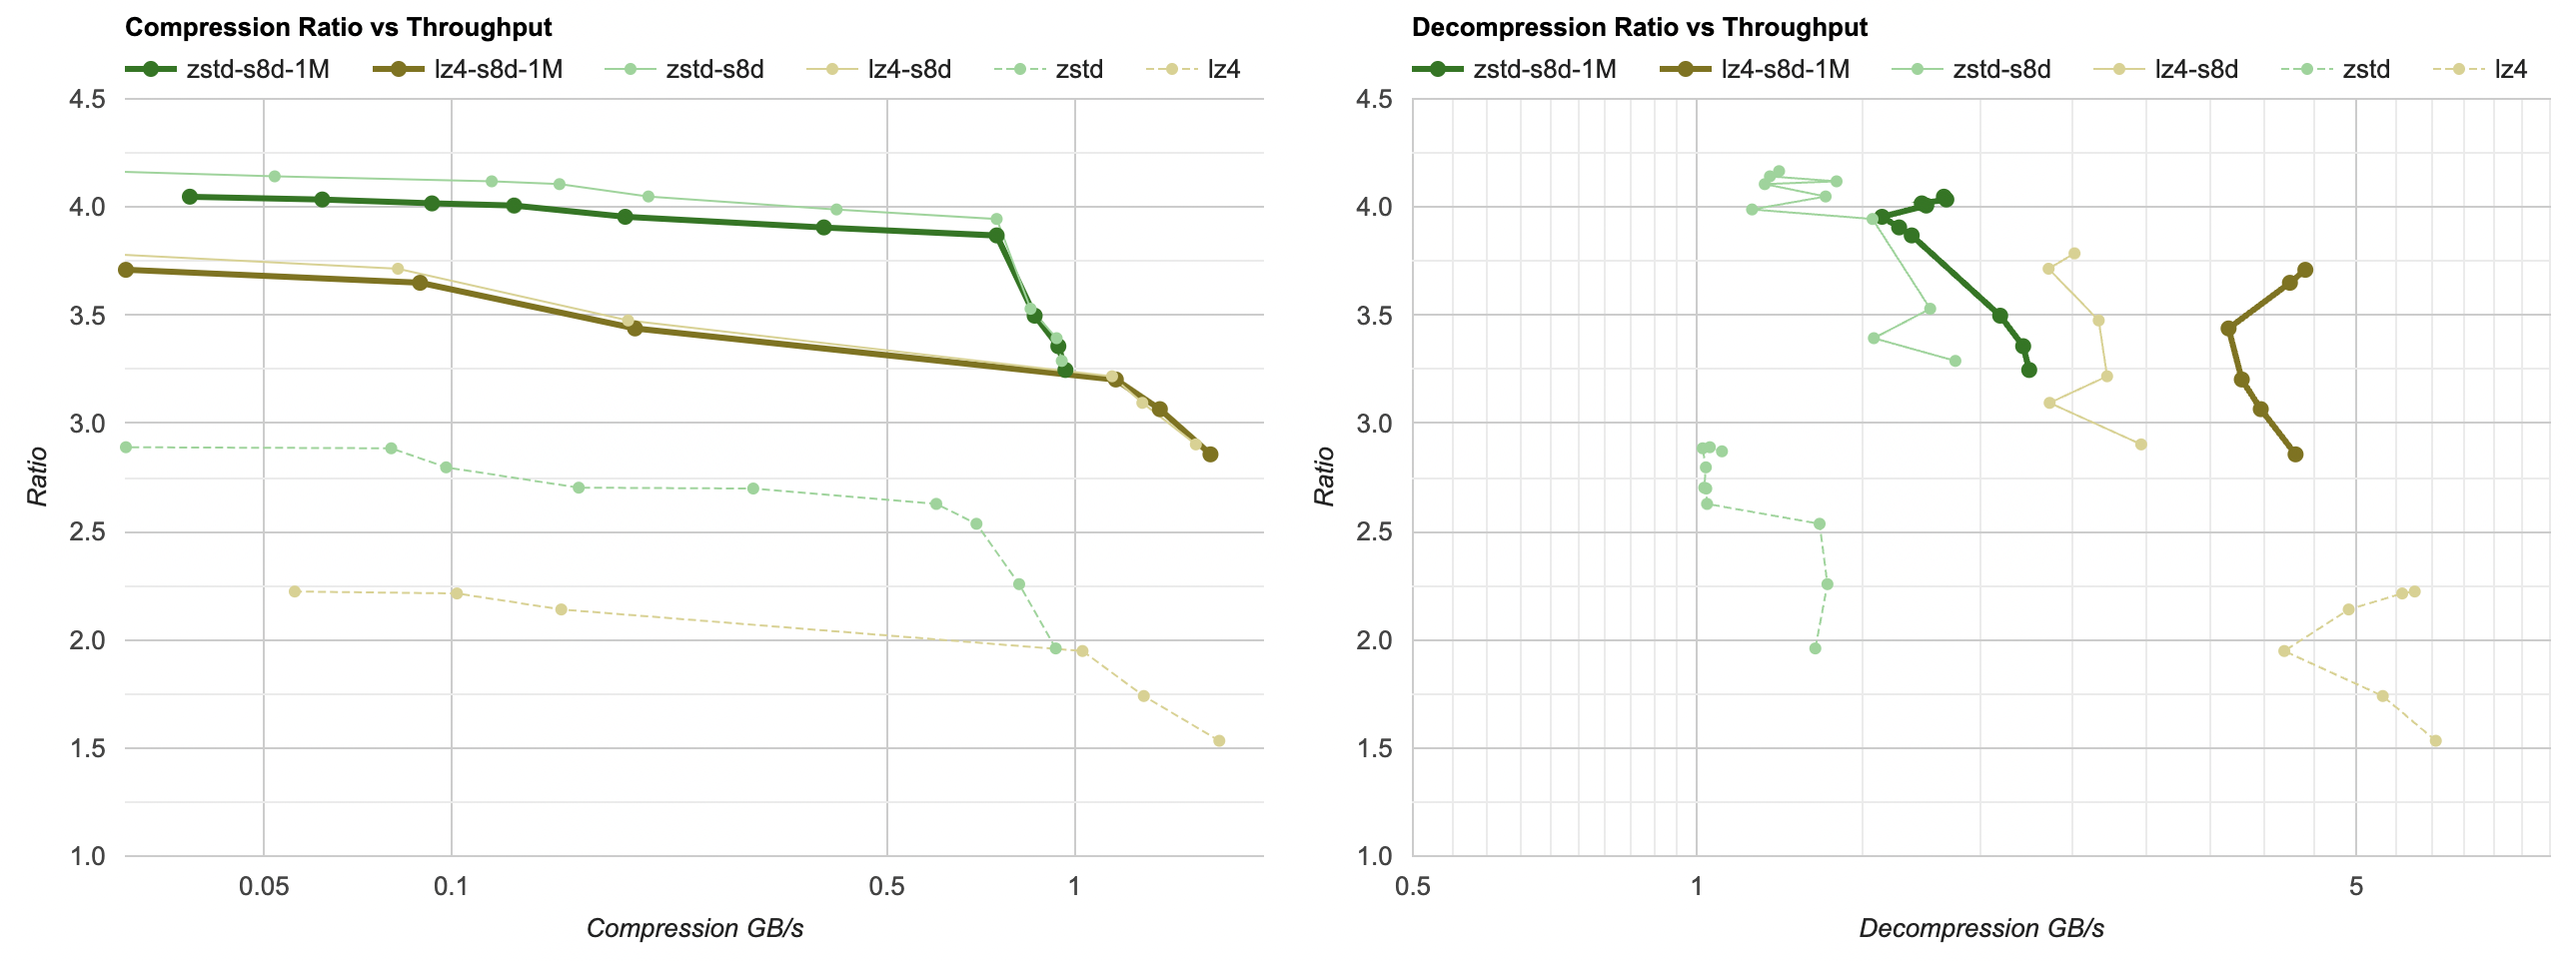 Compression Ratio vs Throughput
zstd-s8d-1M lz4-s8d-1M zstd-s8d lz4-s8d zstd lz4
4.5
4.0
3.5
3.0
2.5
2.0
1.5
1.0
Ratio
0.05 0.1 0.5 1
Compression GB/s
Decompression Ratio vs Throughput
zstd-s8d-1M lz4-s8d-1M zstd-s8d lz4-s8d zstd lz4
4.5
4.0
3.5
3.0
2.5
2.0
1.5
1.0
Ratio
0.5 1 5
Decompression GB/s